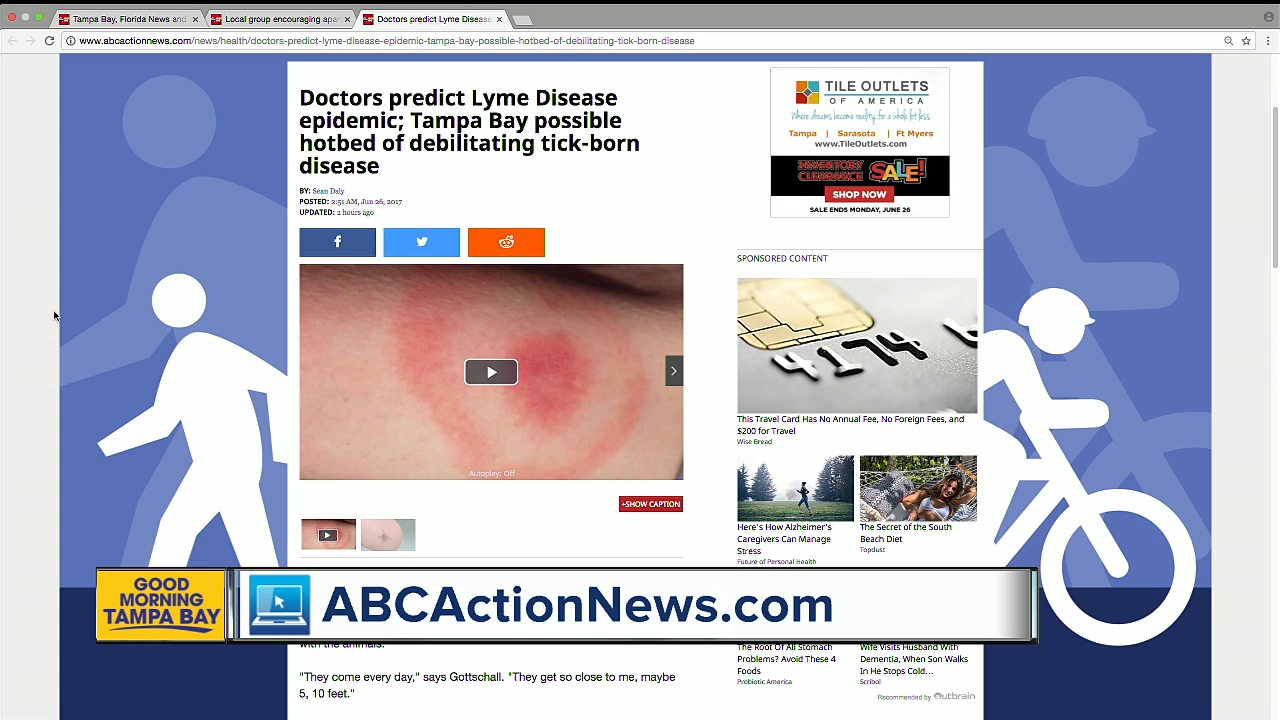 Tampa Bay, Florida News and
Local group encouraging apa
Doctors predict Lyme Disease
www.abcactionnews.com/news/health/doctors-predict-lyme-disease-epidemic-tampa-bay-possible-hotbed-of-debilitating-tick-born-disease
Doctors predict Lyme Disease
epidemic; Tampa Bay possible
hotbed of debilitating tick-born
disease
BY: Sean Daly
POSTED: 2:51 AM, Jun 26, 2017
UPDATED: 2 hours ago
Autoplay: Off
+SHOW CAPTION
TILE OUTLETS
OF AMERICA
Where dreams become reality for a whole lot less
Tampa | Sarasota | Ft Myers
www.TileOutlets.com
INVENTORY
CLEARANCE SALE!
SHOP NOW
SALE ENDS MONDAY, JUNE 26
SPONSORED CONTENT
4174
This Travel Card Has No Annual Fee, No Foreign Fees, and
$200 for Travel
Wise Bread
Here's How Alzheimer's
Caregivers Can Manage
Stress
Future of Personal Health
The Secret of the South
Beach Diet
Topdust
GOOD
MORNING
TAMPA BAY
ABCActionNews.com
with the animals.
"They come every day," says Gottschall. "They get so close to me, maybe
5, 10 feet."
The Root Of All Stomach
Problems? Avoid These 4
Foods
Probiotic America
Wife Visits Husband With
Dementia, When Son Walks
In He Stops Cold...
Scribol
Recommended by Outbrain